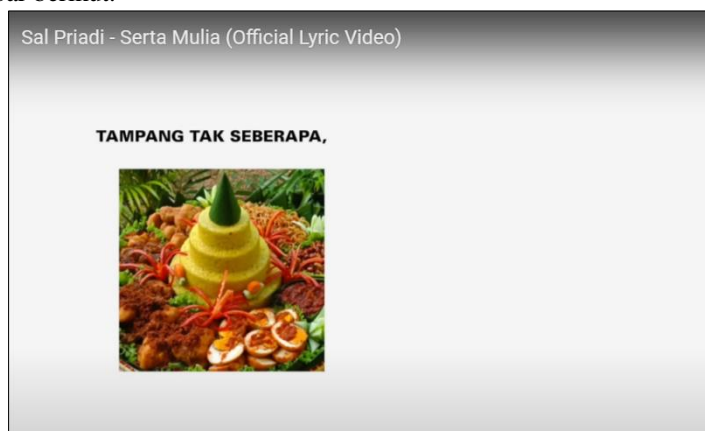 Sal Priadi - Serta Mulia (Official Lyric Video)
TAMPANG TAK SEBERAPA,